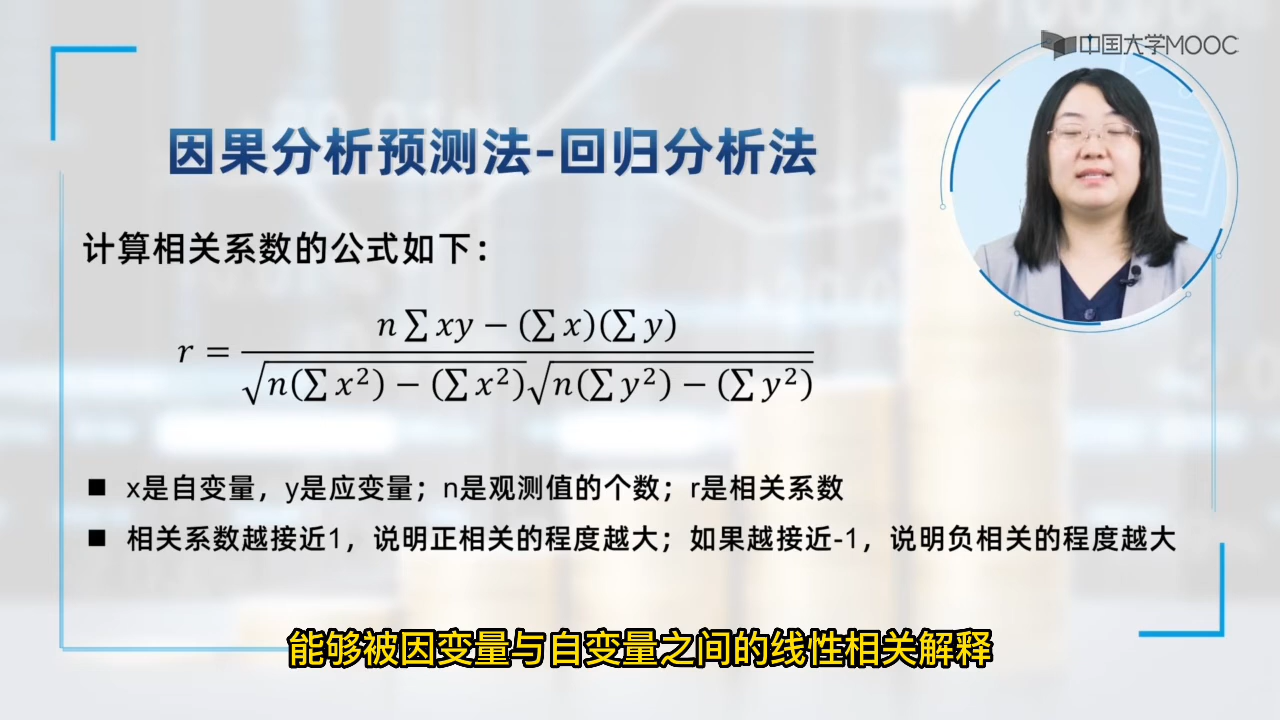 中国大学MOOC
因果分析预测法-回归分析法
计算相关系数的公式如下：
r = \frac{n∑xy − (∑x)(∑y)}{\sqrt{n(∑x²) − (∑x²)}\sqrt{n(∑y²) − (∑y²)}}
■ x是自变量，y是应变量；n是观测值的个数；r是相关系数
■ 相关系数越接近1，说明正相关的程度越大；如果越接近-1，说明负相关的程度越大
能够被因变量与自变量之间的线性相关解释